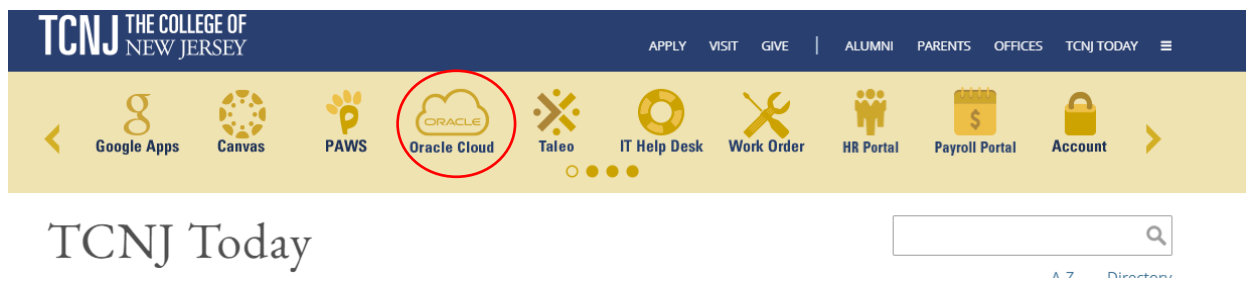 TCNJ THE COLLEGE OF
NEW JERSEY
APPLY VISIT GIVE | ALUMNI PARENTS OFFICES TCNJ TODAY
g
P
ORACLE
$
Google Apps Canvas PAWS Oracle Cloud Taleo IT Help Desk Work Order HR Portal Payroll Portal Account
TCNJ Today
A-Z Directory